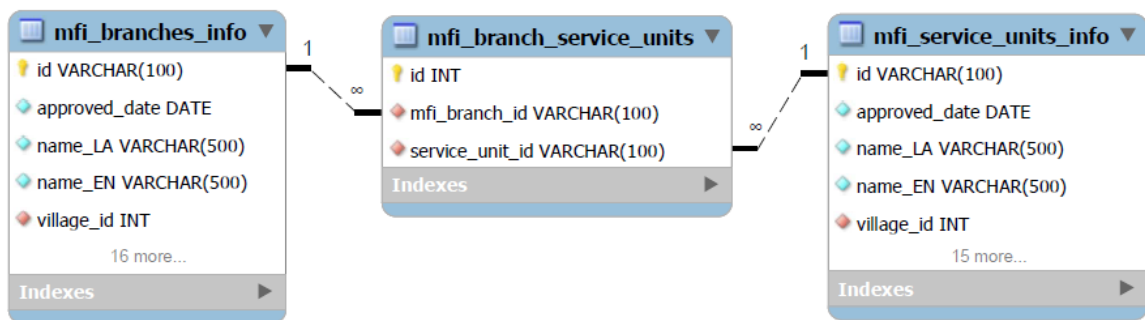 mfi_branches_info
id VARCHAR(100)
approved_date DATE
name_LA VARCHAR(500)
name_EN VARCHAR(500)
village_id INT
16 more...
Indexes
1
∞
mfi_branch_service_units
id INT
mfi_branch_id VARCHAR(100)
service_unit_id VARCHAR(100)
Indexes
∞
1
mfi_service_units_info
id VARCHAR(100)
approved_date DATE
name_LA VARCHAR(500)
name_EN VARCHAR(500)
village_id INT
15 more...
Indexes